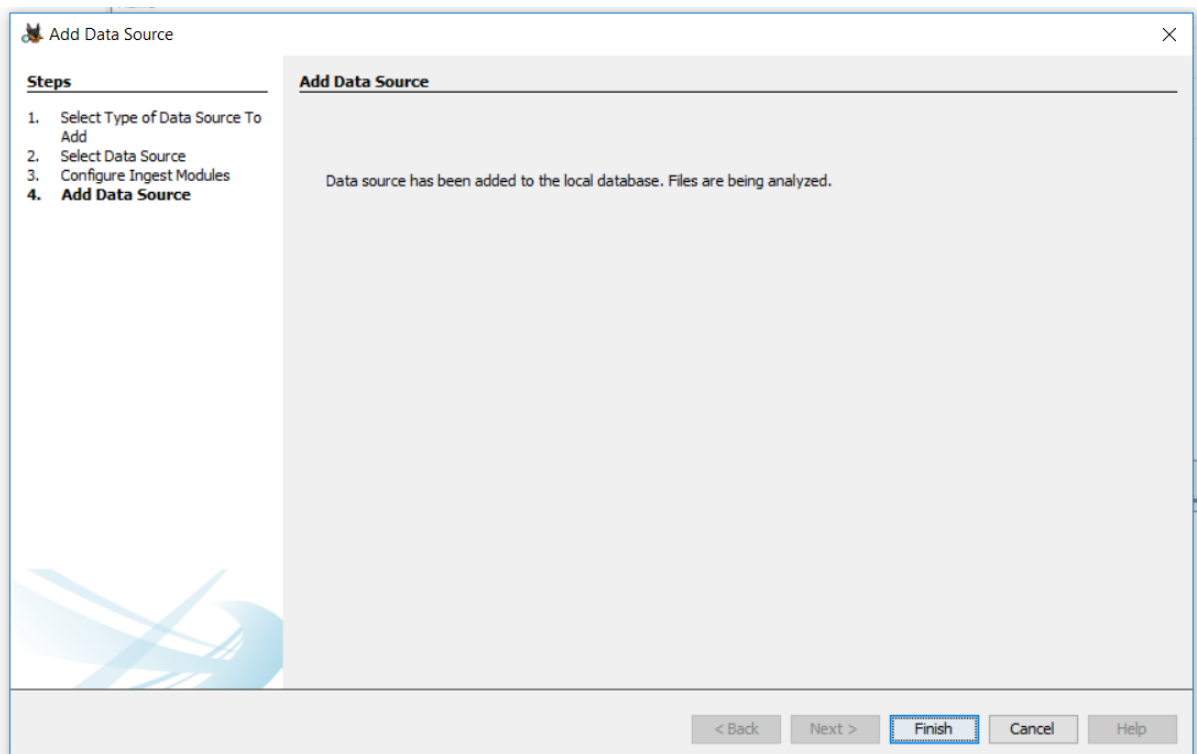 Add Data Source
Steps
1. Select Type of Data Source To
Add
2. Select Data Source
3. Configure Ingest Modules
4. Add Data Source
Add Data Source
Data source has been added to the local database. Files are being analyzed.
< Back
Next >
Finish
Cancel
Help